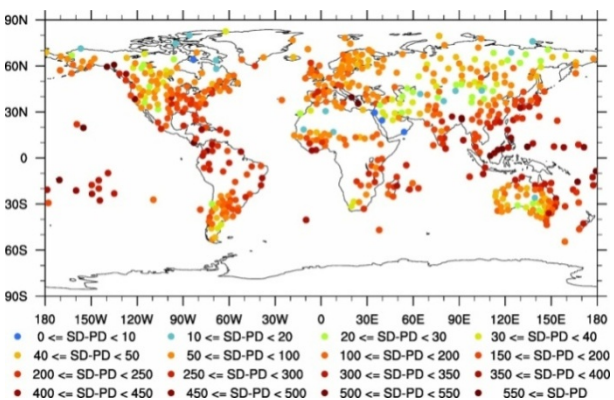 90N
60N
30N
0
30S
60S
90S
180 150W 120W 90W 60W 30W 0 30E 60E 90E 120E 150E 180
0 <= SD-PD < 10 10 <= SD-PD < 20 20 <= SD-PD < 30 30 <= SD-PD < 40
40 <= SD-PD < 50 50 <= SD-PD < 100 100 <= SD-PD < 200 150 <= SD-PD < 200
200 <= SD-PD < 250 250 <= SD-PD < 300 300 <= SD-PD < 350 350 <= SD-PD < 400
400 <= SD-PD < 450 450 <= SD-PD < 500 500 <= SD-PD < 550 550 <= SD-PD